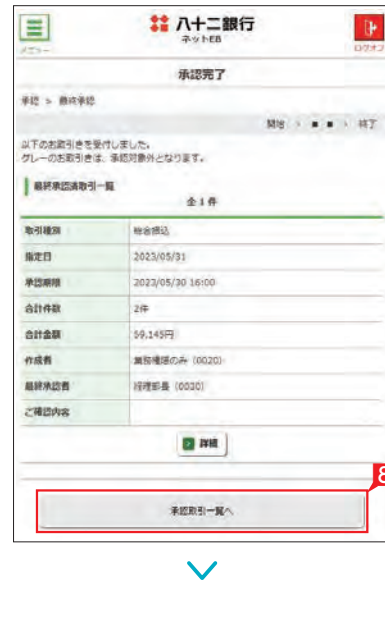 八十二銀行
ネットEB
メニュー
ログオフ
承認完了
承認 > 最終承認
開始 > ■ ■ > 終了
以下のお取引きを受付しました。
グレーのお取引きは、承認対象外となります。
最終承認済取引一覧
全1件
取引種別 総合振込
指定日 2023/05/31
承認期限 2023/05/30 16:00
合計件数 2件
合計金額 59,145円
作成者 業務権限のみ (0020)
最終承認者 経理部長 (0020)
ご確認内容
詳細
8
承認取引一覧へ